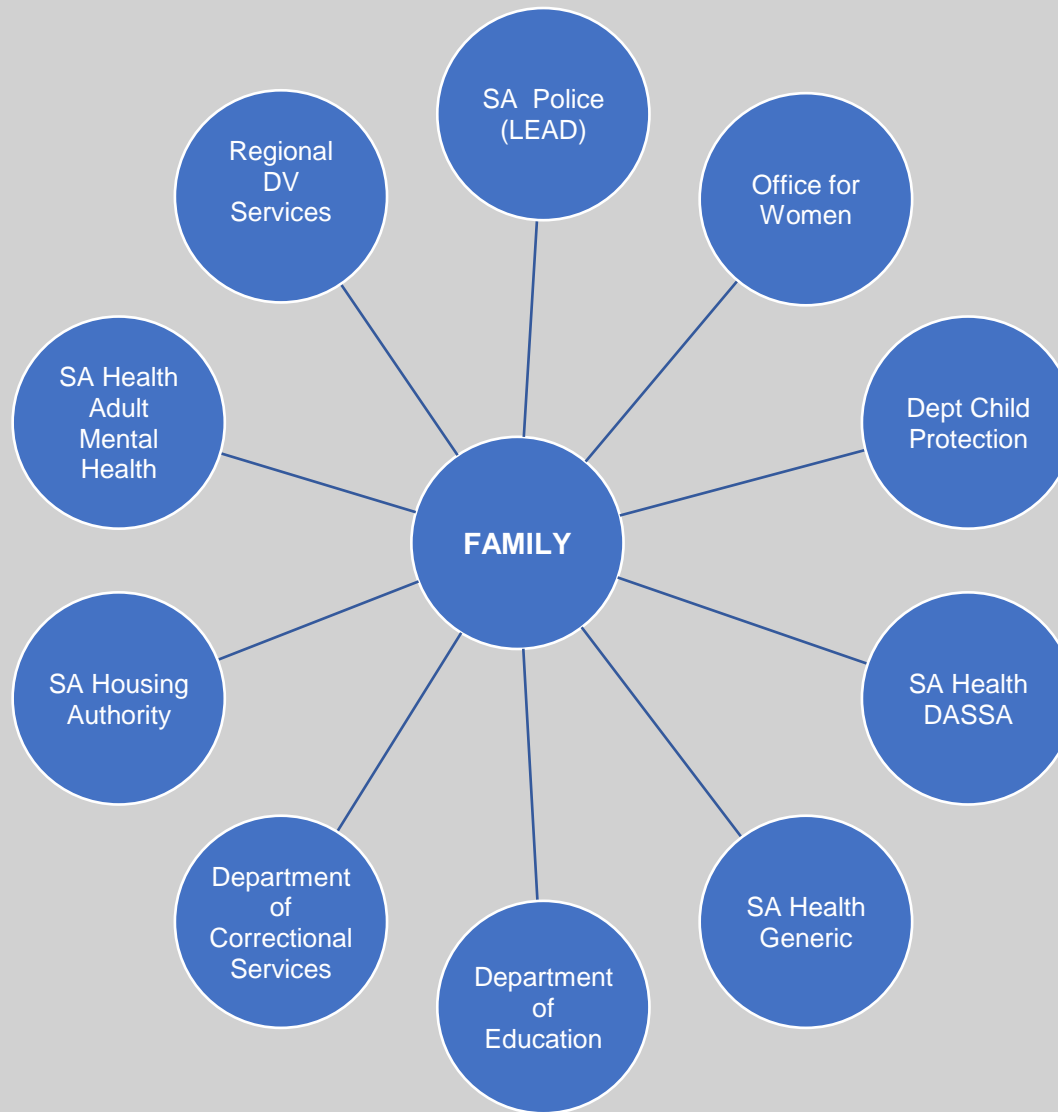 SA Police
(LEAD)
Office for
Women
Dept Child
Protection
SA Health
DASSA
SA Health
Generic
Department
of
Education
Department
of
Correctional
Services
SA Housing
Authority
SA Health
Adult
Mental
Health
Regional
DV
Services
FAMILY